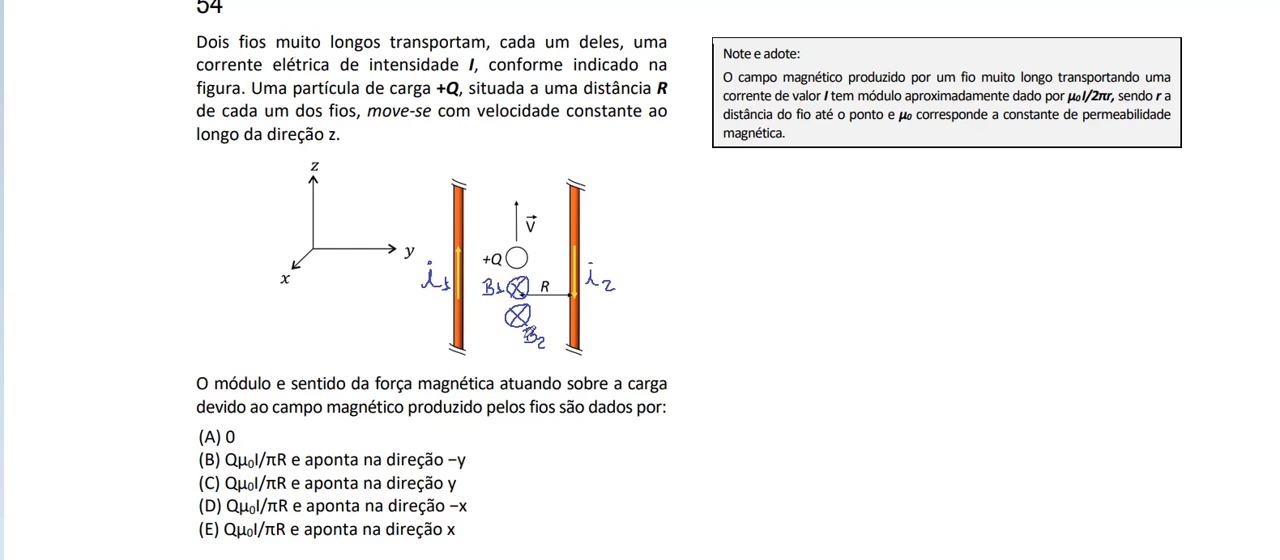 54
Dois fios muito longos transportam, cada um deles, uma
corrente elétrica de intensidade I, conforme indicado na
figura. Uma partícula de carga +Q, situada a uma distância R
de cada um dos fios, move-se com velocidade constante ao
longo da direção z.
z
y
x
V
+Q
R
i1
B1
i2
B2
O módulo e sentido da força magnética atuando sobre a carga
devido ao campo magnético produzido pelos fios são dados por:
(A) 0
(B) Qμ₀I/πR e aponta na direção −y
(C) Qμ₀I/πR e aponta na direção y
(D) Qμ₀I/πR e aponta na direção −x
(E) Qμ₀I/πR e aponta na direção x
Note e adote:
O campo magnético produzido por um fio muito longo transportando uma
corrente de valor I tem módulo aproximadamente dado por μ₀I/2πr, sendo r a
distância do fio até o ponto e μ₀ corresponde a constante de permeabilidade
magnética.